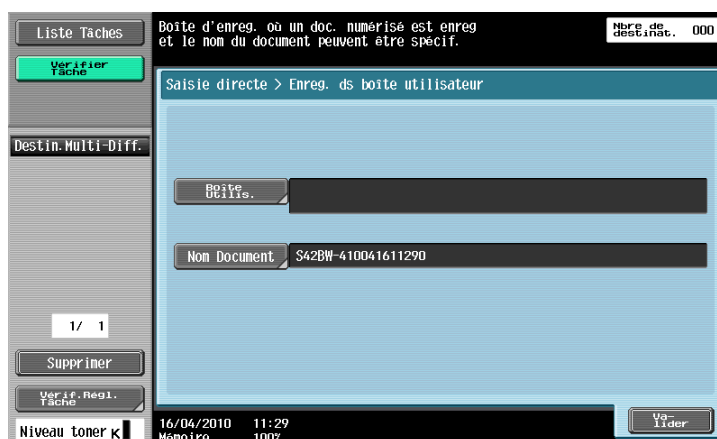 Liste Tâches
Vérifier
Tâche
Destin.Multi-Diff.
1/ 1
Supprimer
Vérif.Régl.
Tâche
Niveau toner K
Boîte d'enreg. où un doc. numérisé est enreg
et le nom du document peuvent être spécif.
Nbre de
destinat. 000
Saisie directe > Enreg. ds boîte utilisateur
Boîte
Utilis.
Nom Document S42BW-410041611290
16/04/2010 11:29
Mémoire 100%
Va-
lider